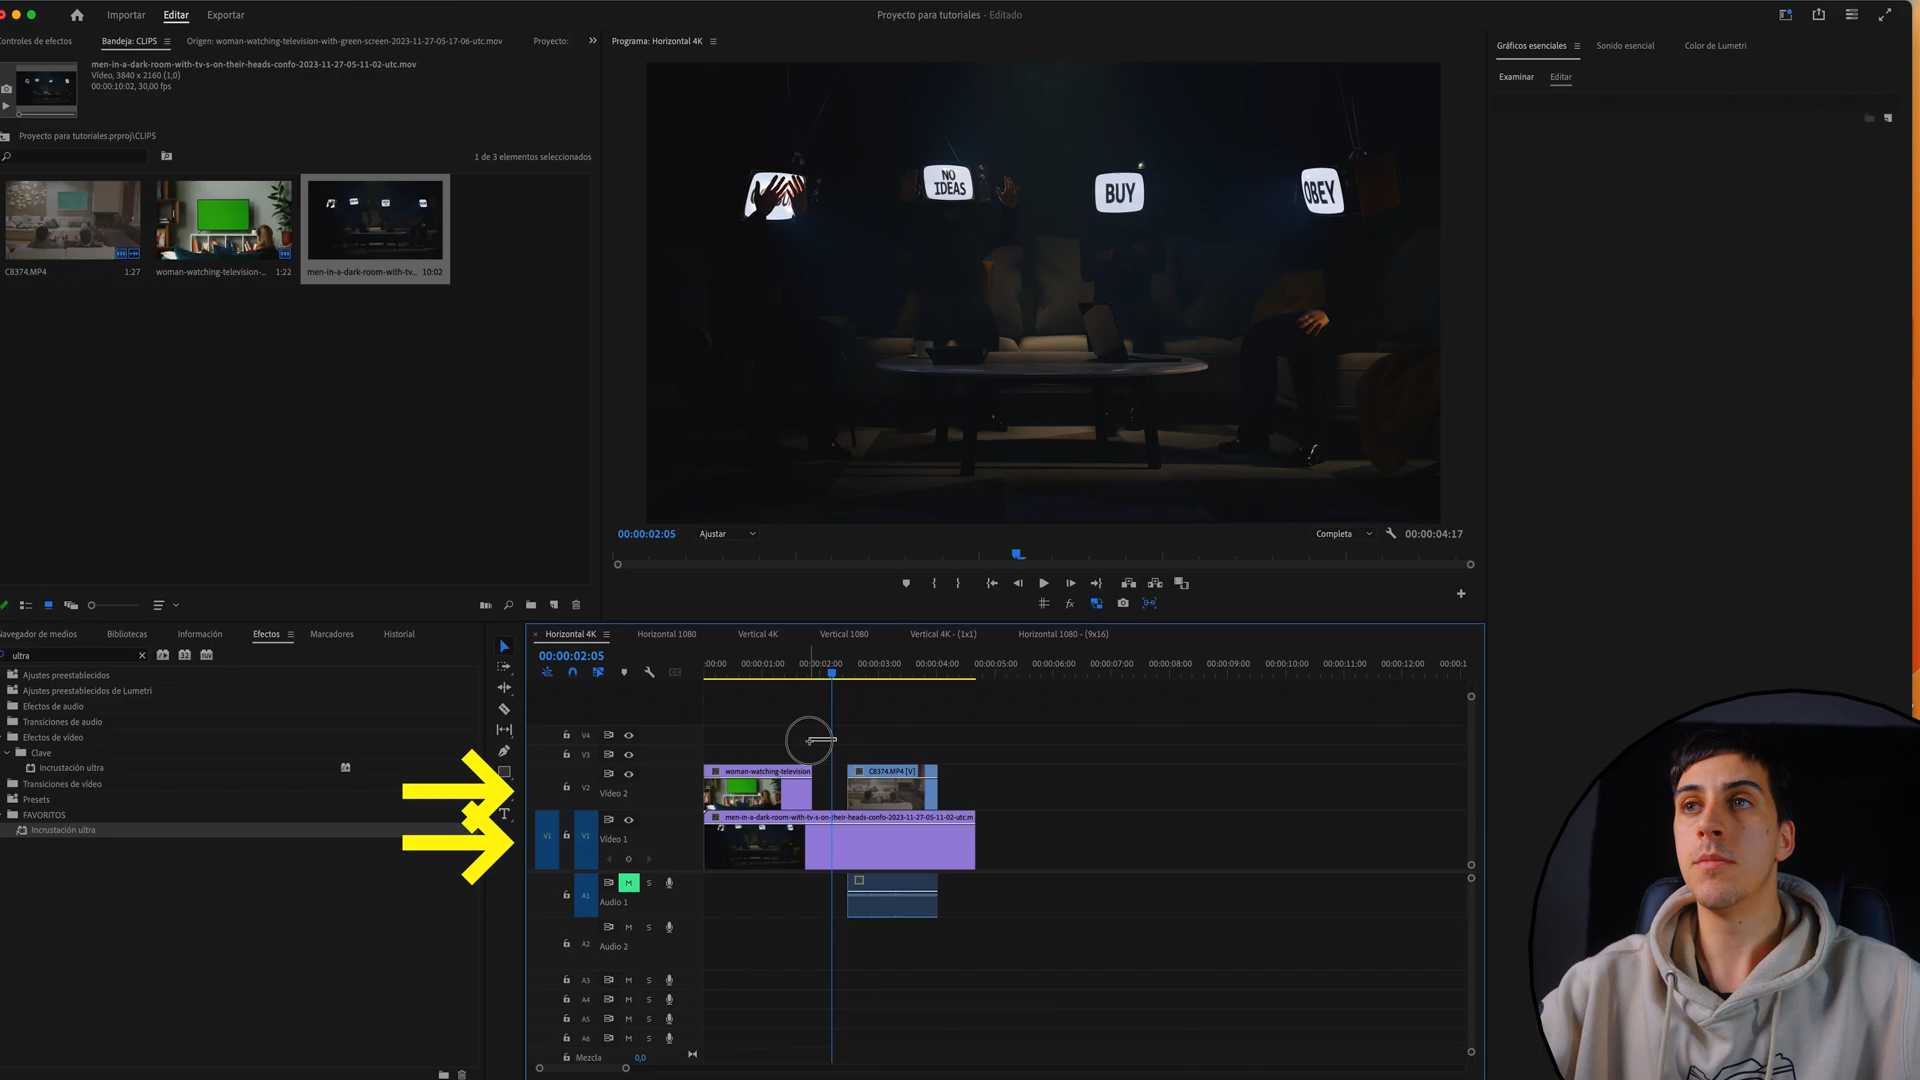 Importar
Editar
Exportar
Proyecto para tutoriales - Editado
Controles de efectos
Bandeja: CLIPS
Origen: woman-watching-television-with-green-screen-2023-11-27-05-17-06-utc.mov
Proyecto:
Programa: Horizontal 4K
Gráficos esenciales
Sonido esencial
Color de Lumetri
men-in-a-dark-room-with-tv-s-on-their-heads-confo-2023-11-27-05-11-02-utc.mov
Vídeo, 3840 x 2160 (1,0)
00:00:10:02, 30,00 fps
Examinar
Editar
Proyecto para tutoriales.prproj\CLIPS
1 de 3 elementos seleccionados
NO
IDEAS
BUY
OBEY
C8374.MP4
1:27
woman-watching-television-...
1:22
men-in-a-dark-room-with-tv...
10:02
00:00:02:05
Ajustar
Completa
00:00:04:17
Navegador de medios
Bibliotecas
Información
Efectos
Marcadores
Historial
Horizontal 4K
Horizontal 1080
Vertical 4K
Vertical 1080
Vertical 4K - (1x1)
Horizontal 1080 - (9x16)
ultra
00:00:02:05
:00:00
00:00:01:00
00:00:02:00
00:00:03:00
00:00:04:00
00:00:05:00
00:00:06:00
00:00:07:00
00:00:08:00
00:00:09:00
00:00:10:00
00:00:11:00
00:00:12:00
00:00:1
Ajustes preestablecidos
Ajustes preestablecidos de Lumetri
Efectos de audio
Transiciones de audio
Efectos de vídeo
Clave
Incrustación ultra
Transiciones de vídeo
Presets
FAVORITOS
Incrustación ultra
V4
V3
woman-watching-television
C8374.MP4 [V]
V2
Vídeo 2
men-in-a-dark-room-with-tv-s-on-their-heads-confo-2023-11-27-05-11-02-utc.m
V1
V1
Vídeo 1
M
S
A1
Audio 1
M
S
A2
Audio 2
A3
M
S
A4
M
S
A5
M
S
A6
M
S
Mezcla
0,0